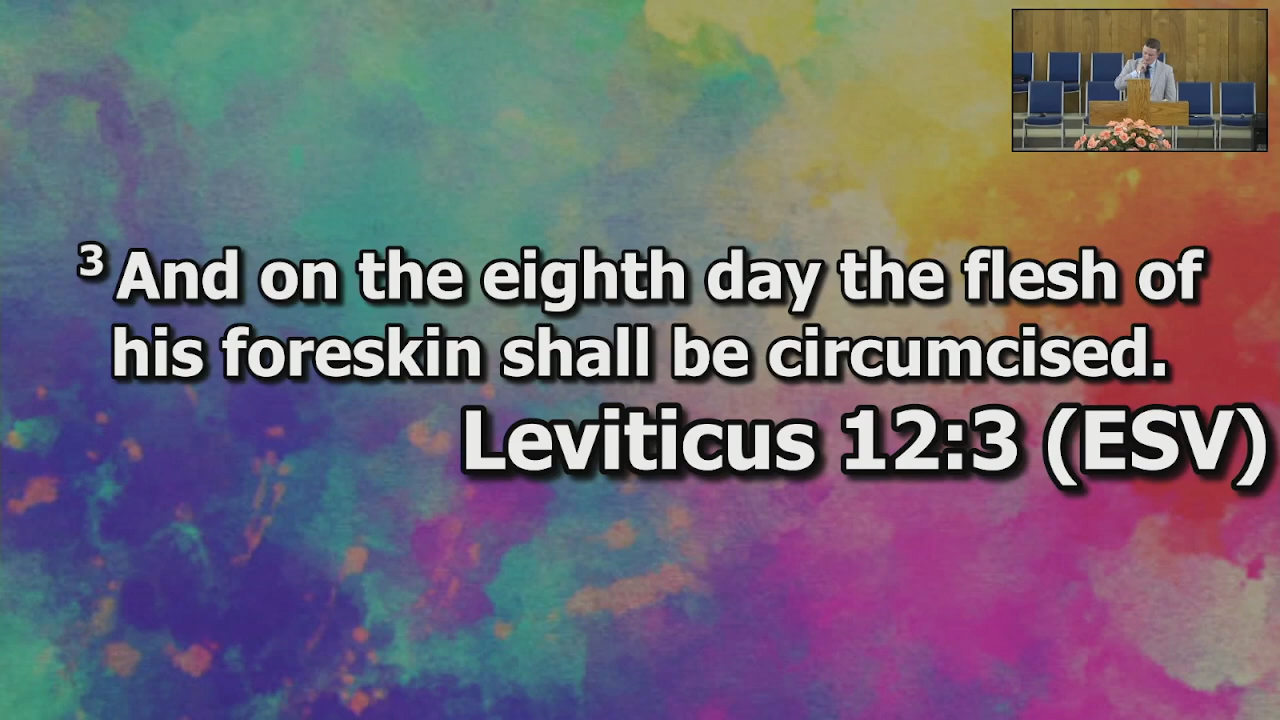 3 And on the eighth day the flesh of
his foreskin shall be circumcised.
Leviticus 12:3 (ESV)